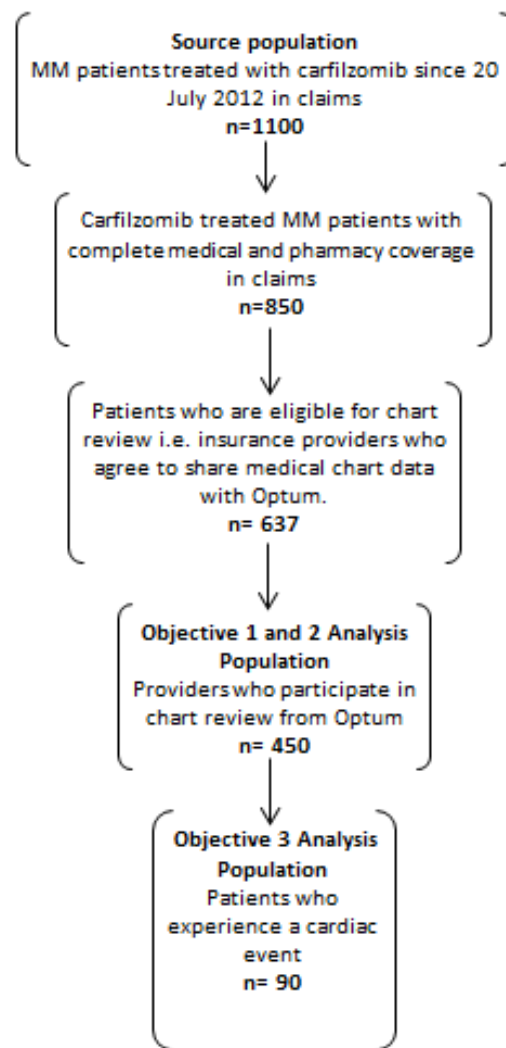 Source population
MM patients treated with carfilzomib since 20
July 2012 in claims
n=1100
Carfilzomib treated MM patients with
complete medical and pharmacy coverage
in claims
n=850
Patients who are eligible for chart
review i.e. insurance providers who
agree to share medical chart data
with Optum.
n= 637
Objective 1 and 2 Analysis
Population
Providers who participate in
chart review from Optum
n= 450
Objective 3 Analysis
Population
Patients who
experience a cardiac
event
n= 90